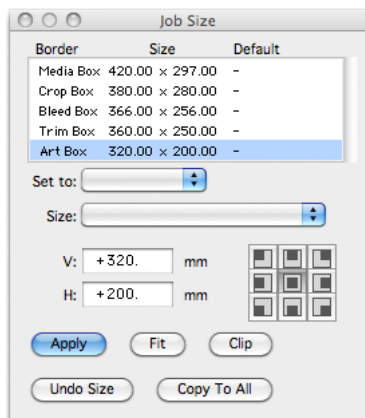 Job Size
Border Size Default
Media Box 420.00 × 297.00 –
Crop Box 380.00 × 280.00 –
Bleed Box 366.00 × 256.00 –
Trim Box 360.00 × 250.00 –
Art Box 320.00 × 200.00 –
Set to:
Size:
V: +320. mm
H: +200. mm
Apply Fit Clip
Undo Size Copy To All